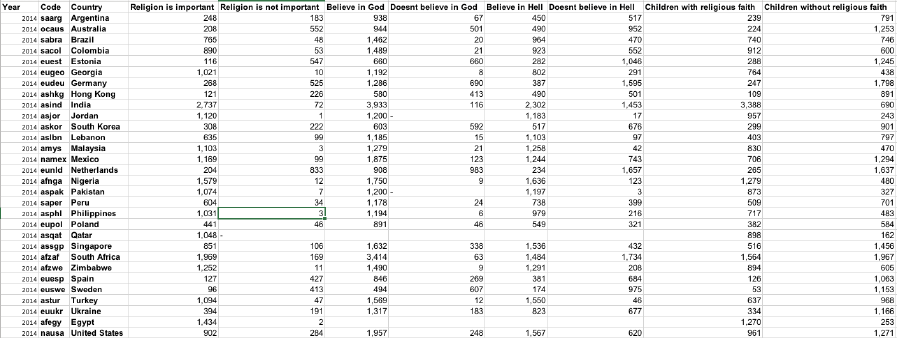 Year Code Country Religion is important Religion is not important Believe in God Doesnt believe in God Believe in Hell Doesnt believe in Hell Children with religious faith Children without religious faith
2014 saarg Argentina 248 183 938 67 450 517 239 791
2014 ocaus Australia 208 552 944 501 490 952 224 1,253
2014 sabra Brazil 765 48 1,462 20 964 470 740 746
2014 sacol Colombia 890 53 1,489 21 923 552 912 600
2014 euest Estonia 116 547 660 660 282 1,046 288 1,245
2014 eugeo Georgia 1,021 10 1,192 8 802 291 764 438
2014 eudeu Germany 268 525 1,286 690 387 1,595 247 1,798
2014 ashkg Hong Kong 121 226 580 413 490 501 109 891
2014 asind India 2,737 72 3,933 116 2,302 1,453 3,388 690
2014 asjor Jordan 1,120 1 1,200 - 1,183 17 957 243
2014 askor South Korea 308 222 603 592 517 676 299 901
2014 aslbn Lebanon 635 99 1,185 15 1,103 97 403 797
2014 amys Malaysia 1,103 3 1,279 21 1,258 42 830 470
2014 namex Mexico 1,169 99 1,875 123 1,244 743 706 1,294
2014 eunld Netherlands 204 833 908 983 234 1,657 265 1,637
2014 afnga Nigeria 1,579 12 1,750 9 1,636 123 1,279 480
2014 aspak Pakistan 1,074 7 1,200 - 1,197 3 873 327
2014 saper Peru 604 34 1,178 24 738 399 509 701
2014 asphl Philippines 1,031 3 1,194 6 979 216 717 483
2014 eupol Poland 441 46 891 46 549 321 382 584
2014 asqat Qatar 1,048 - 898 162
2014 assgp Singapore 851 106 1,632 338 1,536 432 516 1,456
2014 afzaf South Africa 1,969 169 3,414 63 1,484 1,734 1,564 1,967
2014 afzwe Zimbabwe 1,252 11 1,490 9 1,291 208 894 605
2014 euesp Spain 127 427 846 269 381 684 126 1,063
2014 euswe Sweden 96 413 494 607 174 975 53 1,153
2014 astur Turkey 1,094 47 1,569 12 1,550 46 637 968
2014 euukr Ukraine 394 191 1,317 183 823 677 334 1,166
2014 afegy Egypt 1,434 2 1,270 253
2014 nausa United States 902 284 1,957 248 1,567 620 961 1,271